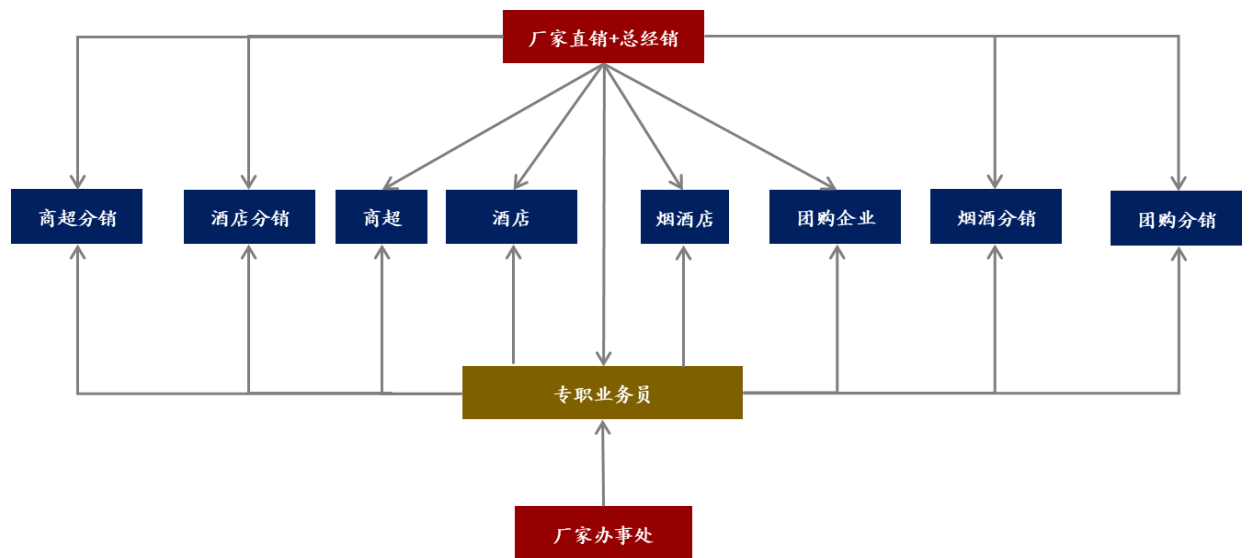 厂家直销+总经销
商超分销
酒店分销
商超
酒店
烟酒店
团购企业
烟酒分销
团购分销
专职业务员
厂家办事处